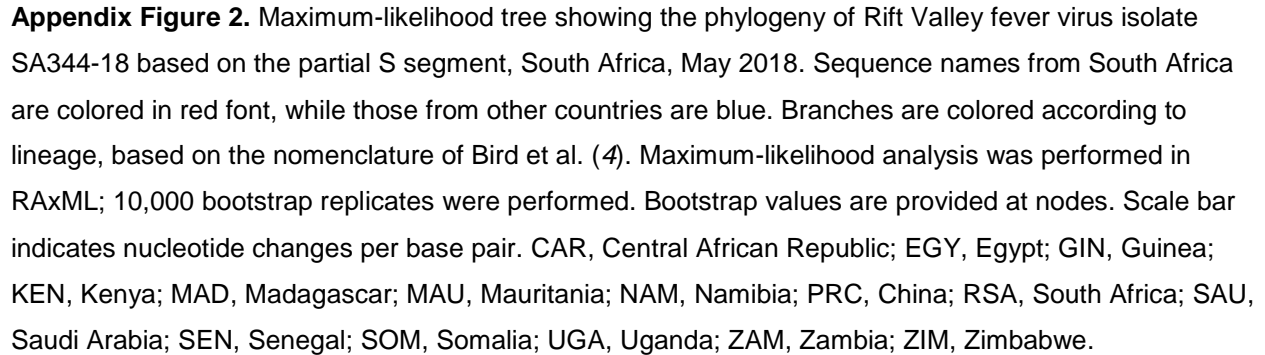 Appendix Figure 2. Maximum-likelihood tree showing the phylogeny of Rift Valley fever virus isolate
SA344-18 based on the partial S segment, South Africa, May 2018. Sequence names from South Africa
are colored in red font, while those from other countries are blue. Branches are colored according to
lineage, based on the nomenclature of Bird et al. (4). Maximum-likelihood analysis was performed in
RAxML; 10,000 bootstrap replicates were performed. Bootstrap values are provided at nodes. Scale bar
indicates nucleotide changes per base pair. CAR, Central African Republic; EGY, Egypt; GIN, Guinea;
KEN, Kenya; MAD, Madagascar; MAU, Mauritania; NAM, Namibia; PRC, China; RSA, South Africa; SAU,
Saudi Arabia; SEN, Senegal; SOM, Somalia; UGA, Uganda; ZAM, Zambia; ZIM, Zimbabwe.